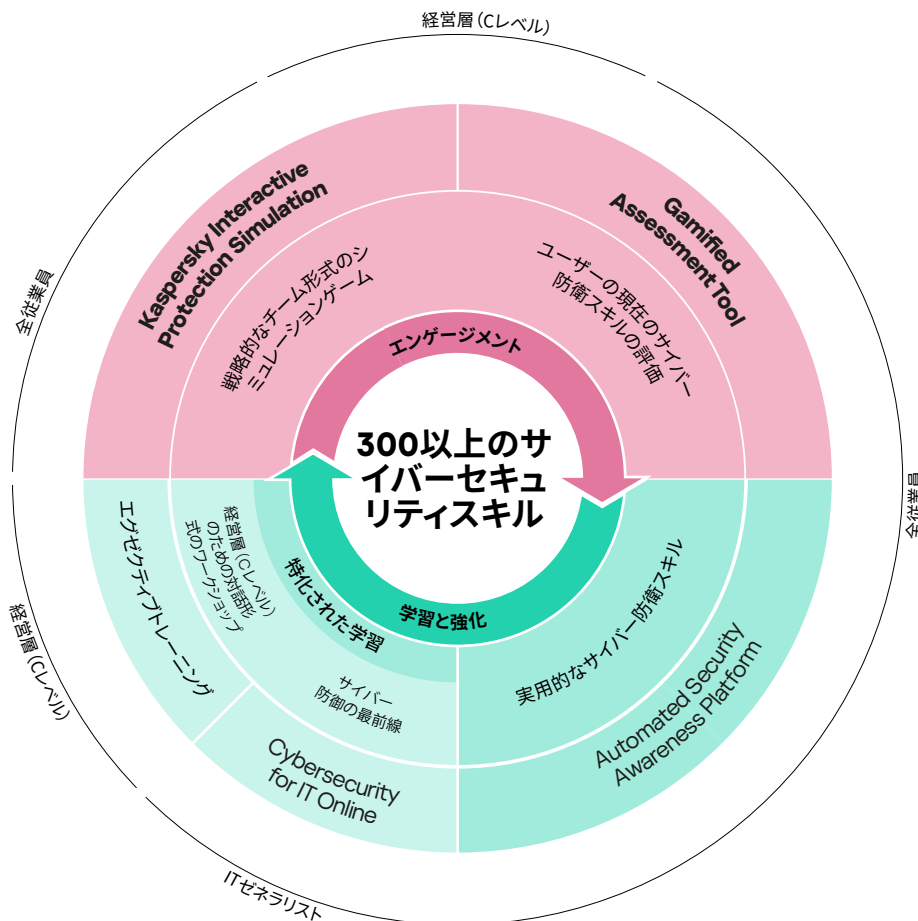 経営層（Cレベル）
全従業員
Kaspersky Interactive
Protection Simulation
戦略的なチーム形式のシ
ミュレーションゲーム
Gamified
Assessment Tool
ユーザーの現在のサイバー
防衛スキルの評価
エンゲージメント
300以上のサ
イバーセキュ
リティスキル
学習と強化
特化された学習
経営層（Cレベル）
のための対話形
式のワークショップ
エグゼクティブトレーニング
サイバー
防御の最前線
Cybersecurity
for IT Online
実用的なサイバー防衛スキル
Automated Security
Awareness Platform
経営層（Cレベル）
ITゼネラリスト